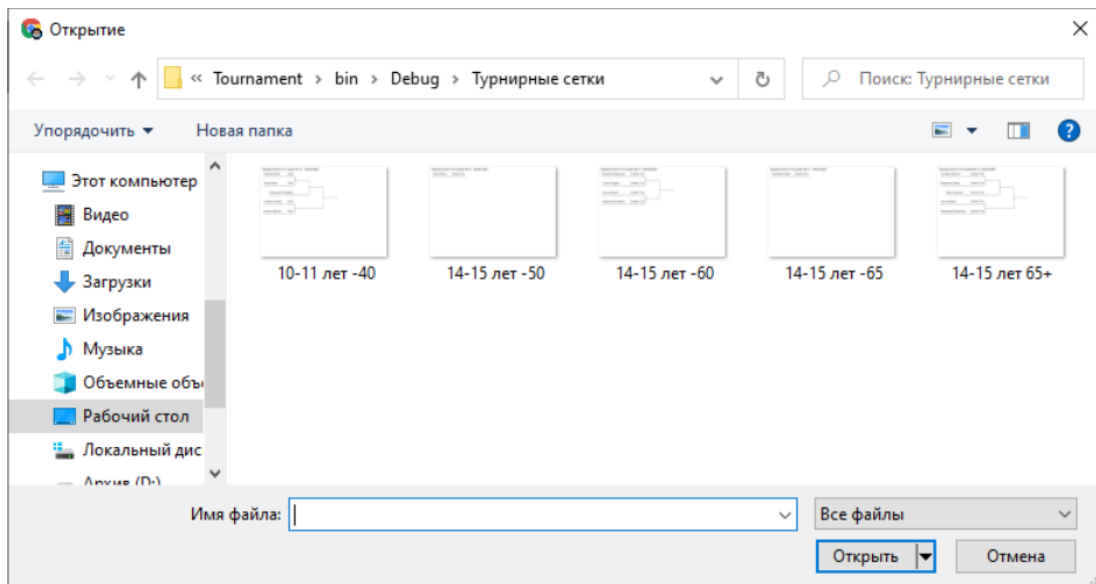 Открытие
« Tournament › bin › Debug › Турнирные сетки
Поиск: Турнирные сетки
Упорядочить
Новая папка
Этот компьютер
Видео
Документы
Загрузки
Изображения
Музыка
Объемные объ
Рабочий стол
Локальный дис
Архив (D:)
10-11 лет -40
14-15 лет -50
14-15 лет -60
14-15 лет -65
14-15 лет 65+
Имя файла:
Все файлы
Открыть
Отмена